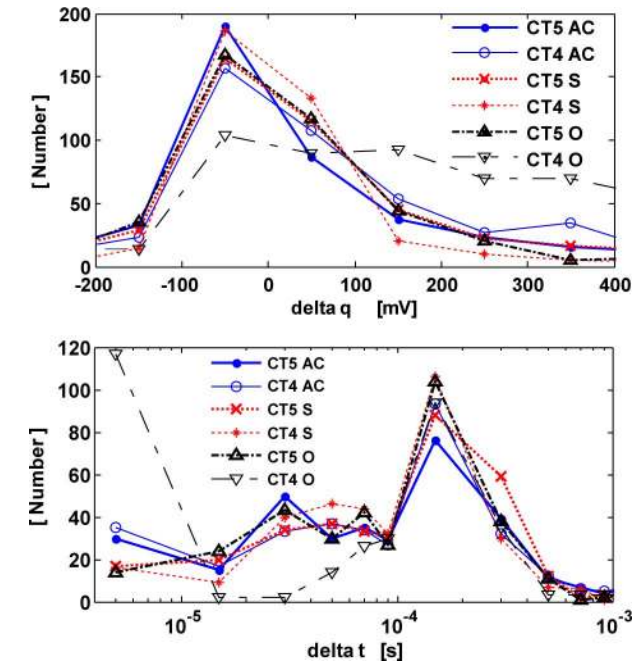 200
150
100
50
0
[ Number]
CT5 AC
CT4 AC
CT5 S
CT4 S
CT5 O
CT4 O
-200 -100 0 100 200 300 400
delta q [mV]
120
100
80
60
40
20
0
[ Number]
CT5 AC
CT4 AC
CT5 S
CT4 S
CT5 O
CT4 O
10-5 10-4 10-3
delta t [s]